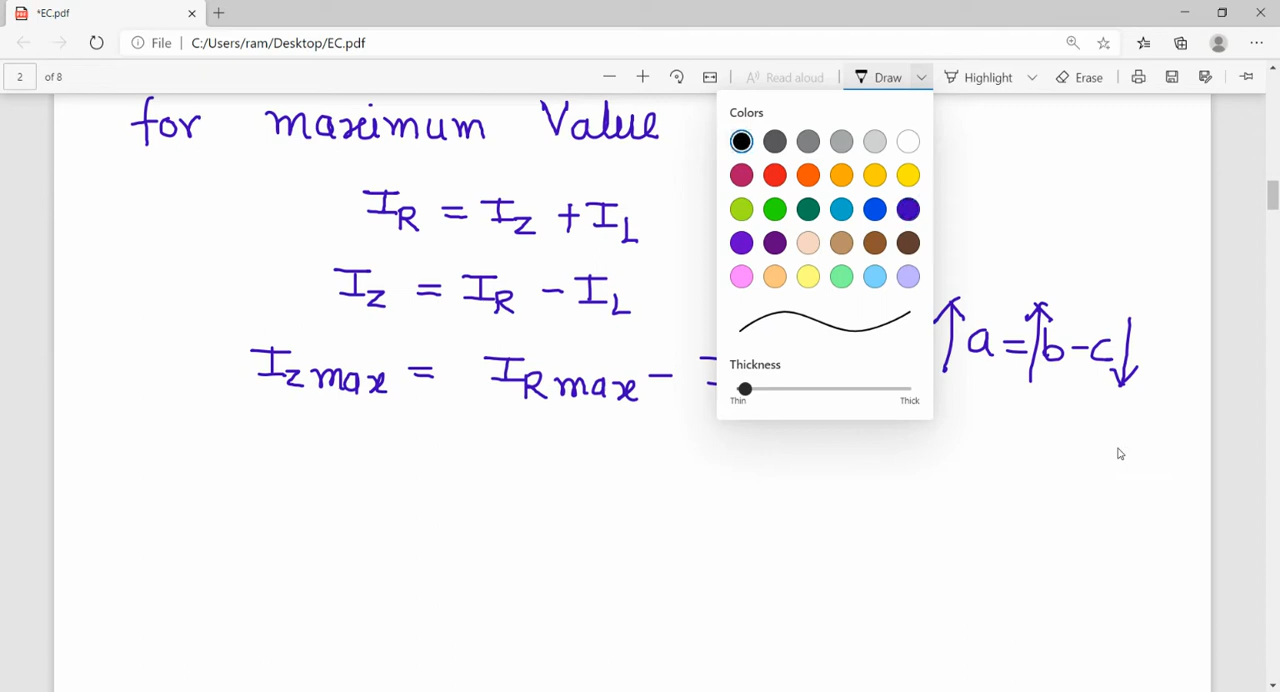 *EC.pdf
File C:/Users/ram/Desktop/EC.pdf
2 of 8 Read aloud Draw Highlight Erase
for maximum Value
Colors
I_R = I_Z + I_L
I_Z = I_R - I_L
I_Z max = I_R max -
a = b - c
Thickness
Thin Thick